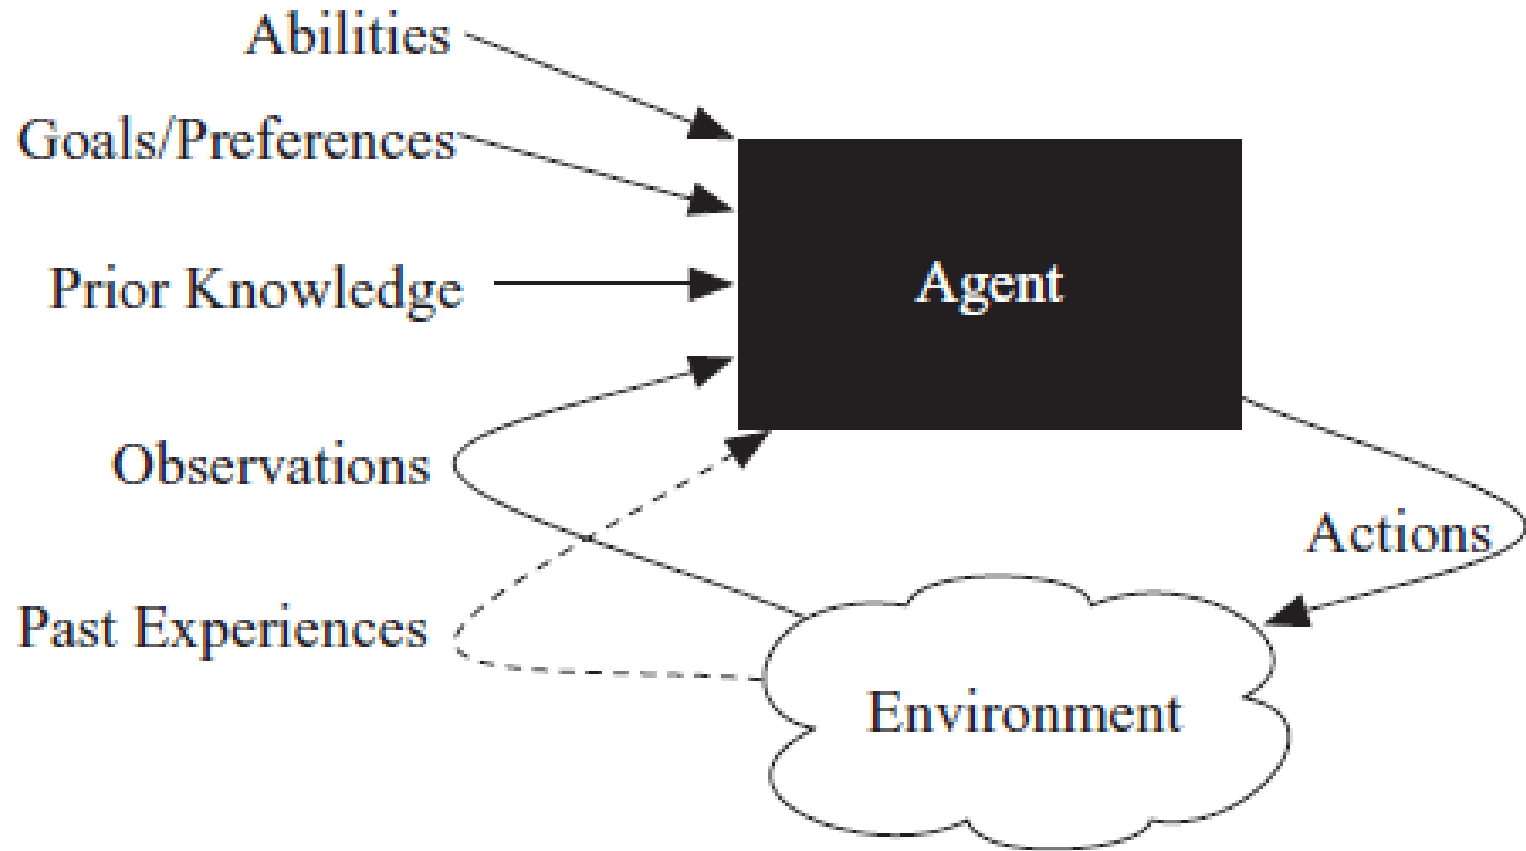 Abilities
Goals/Preferences
Prior Knowledge
Agent
Observations
Actions
Past Experiences
Environment